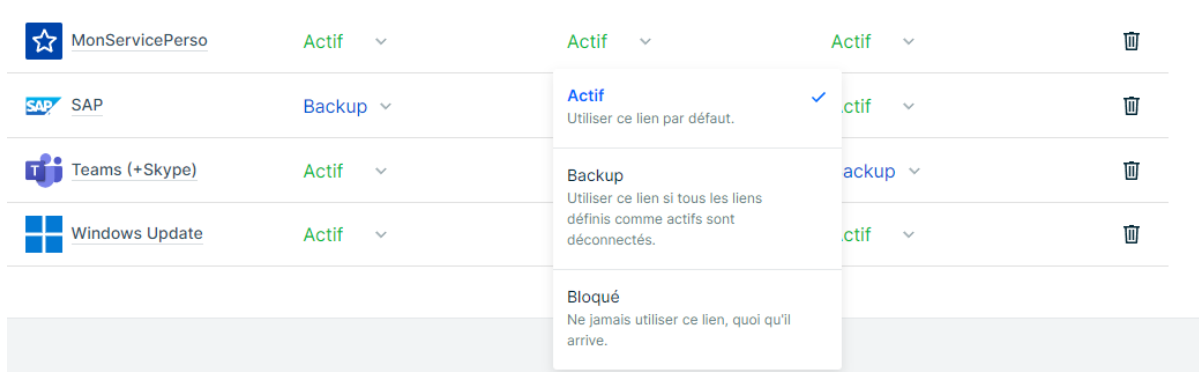 MonServicePerso Actif Actif Actif
SAP SAP Backup ctif
Teams (+Skype) Actif ackup
Windows Update Actif ctif
Actif
Utiliser ce lien par défaut.
Backup
Utiliser ce lien si tous les liens
définis comme actifs sont
déconnectés.
Bloqué
Ne jamais utiliser ce lien, quoi qu'il
arrive.